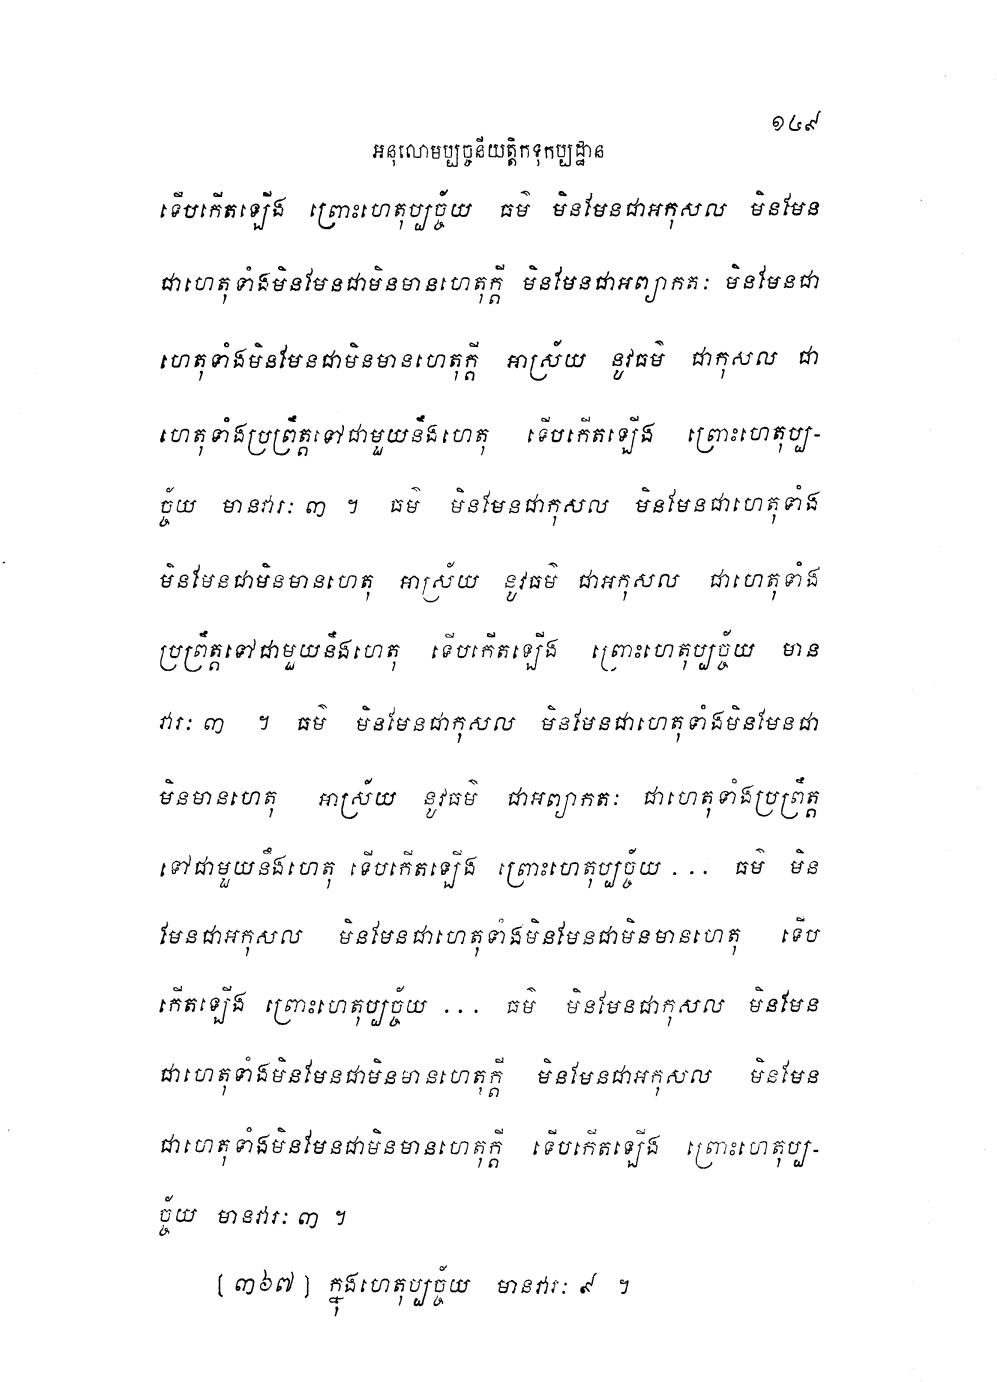 ១៤៩
អនុលោមប្បច្ចនីយត្តិកទុកប្បដ្ឋាន
ទើបកើតឡើង ព្រោះហេតុប្បច្ច័យ ធម៌ មិនមែនជាអកុសល មិនមែន
ជាហេតុទាំងមិនមែនជាមិនមានហេតុក្តី មិនមែនជាអព្យាកតៈ មិនមែនជា
ហេតុទាំងមិនមែនជាមិនមានហេតុក្តី អាស្រ័យ នូវធម៌ ជាកុសល ជា
ហេតុទាំងប្រព្រឹត្តទៅជាមួយនឹងហេតុ ទើបកើតឡើង ព្រោះហេតុប្ប-
ច្ច័យ មានវារៈ ៣ ។ ធម៌ មិនមែនជាកុសល មិនមែនជាហេតុទាំង
មិនមែនជាមិនមានហេតុ អាស្រ័យ នូវធម៌ ជាអកុសល ជាហេតុទាំង
ប្រព្រឹត្តទៅជាមួយនឹងហេតុ ទើបកើតឡើង ព្រោះហេតុប្បច្ច័យ មាន
វារៈ ៣ ។ ធម៌ មិនមែនជាកុសល មិនមែនជាហេតុទាំងមិនមែនជា
មិនមានហេតុ អាស្រ័យ នូវធម៌ ជាអព្យាកតៈ ជាហេតុទាំងប្រព្រឹត្ត
ទៅជាមួយនឹងហេតុ ទើបកើតឡើង ព្រោះហេតុប្បច្ច័យ ... ធម៌ មិន
មែនជាអកុសល មិនមែនជាហេតុទាំងមិនមែនជាមិនមានហេតុ ទើប
កើតឡើង ព្រោះហេតុប្បច្ច័យ ... ធម៌ មិនមែនជាកុសល មិនមែន
ជាហេតុទាំងមិនមែនជាមិនមានហេតុក្តី មិនមែនជាអកុសល មិនមែន
ជាហេតុទាំងមិនមែនជាមិនមានហេតុក្តី ទើបកើតឡើង ព្រោះហេតុប្ប-
ច្ច័យ មានវារៈ ៣ ។
[ ៣៦៧ ] ក្នុងហេតុប្បច្ច័យ មានវារៈ ៩ ។